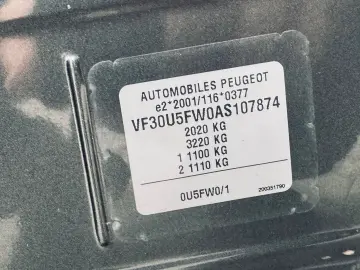 AUTOMOBILES PEUGEOT
e2*2001/116*0377
VF30U5FW0AS107874
2020 KG
3220 KG
1 1100 KG
2 1110 KG
0U5FW0/1
200351790